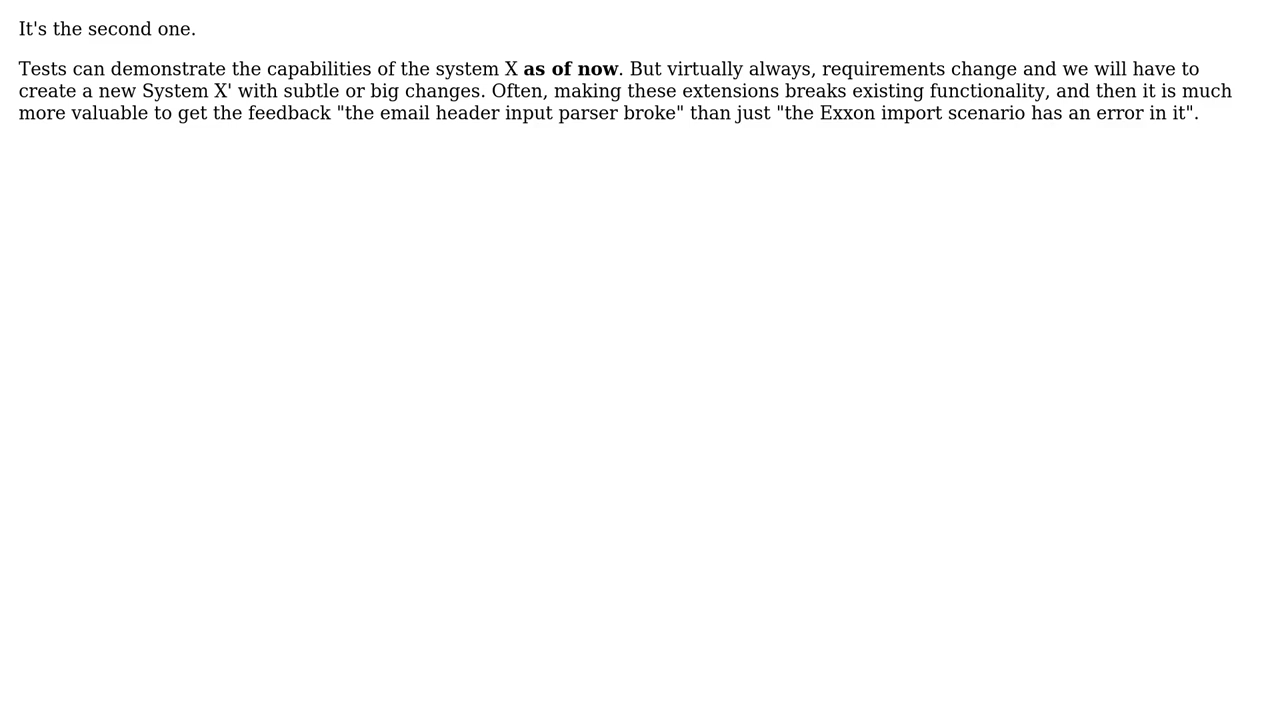 It's the second one.
Tests can demonstrate the capabilities of the system X as of now. But virtually always, requirements change and we will have to
create a new System X' with subtle or big changes. Often, making these extensions breaks existing functionality, and then it is much
more valuable to get the feedback "the email header input parser broke" than just "the Exxon import scenario has an error in it".